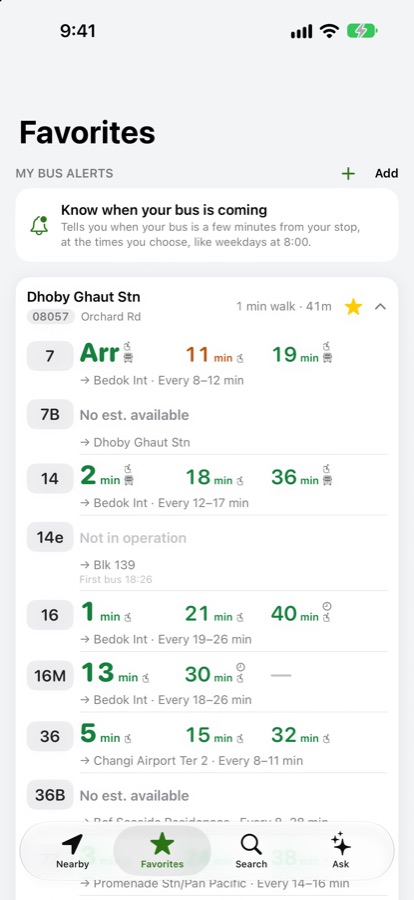 9:41
Favorites
MY BUS ALERTS + Add
Know when your bus is coming
Tells you when your bus is a few minutes from your stop,
at the times you choose, like weekdays at 8:00.
Dhoby Ghaut Stn
1 min walk · 41m
08057 Orchard Rd
7 Arr 11 min 19 min
→ Bedok Int · Every 8–12 min
7B No est. available
→ Dhoby Ghaut Stn
14 2 min 18 min 36 min
→ Bedok Int · Every 12–17 min
14e Not in operation
→ Blk 139
First bus 18:26
16 1 min 21 min 40 min
→ Bedok Int · Every 19–26 min
16M 13 min 30 min —
→ Bedok Int · Every 18–26 min
36 5 min 15 min 32 min
→ Changi Airport Ter 2 · Every 8–11 min
36B No est. available
Nearby Favorites Search Ask
→ Promenade Stn/Pan Pacific · Every 14–16 min